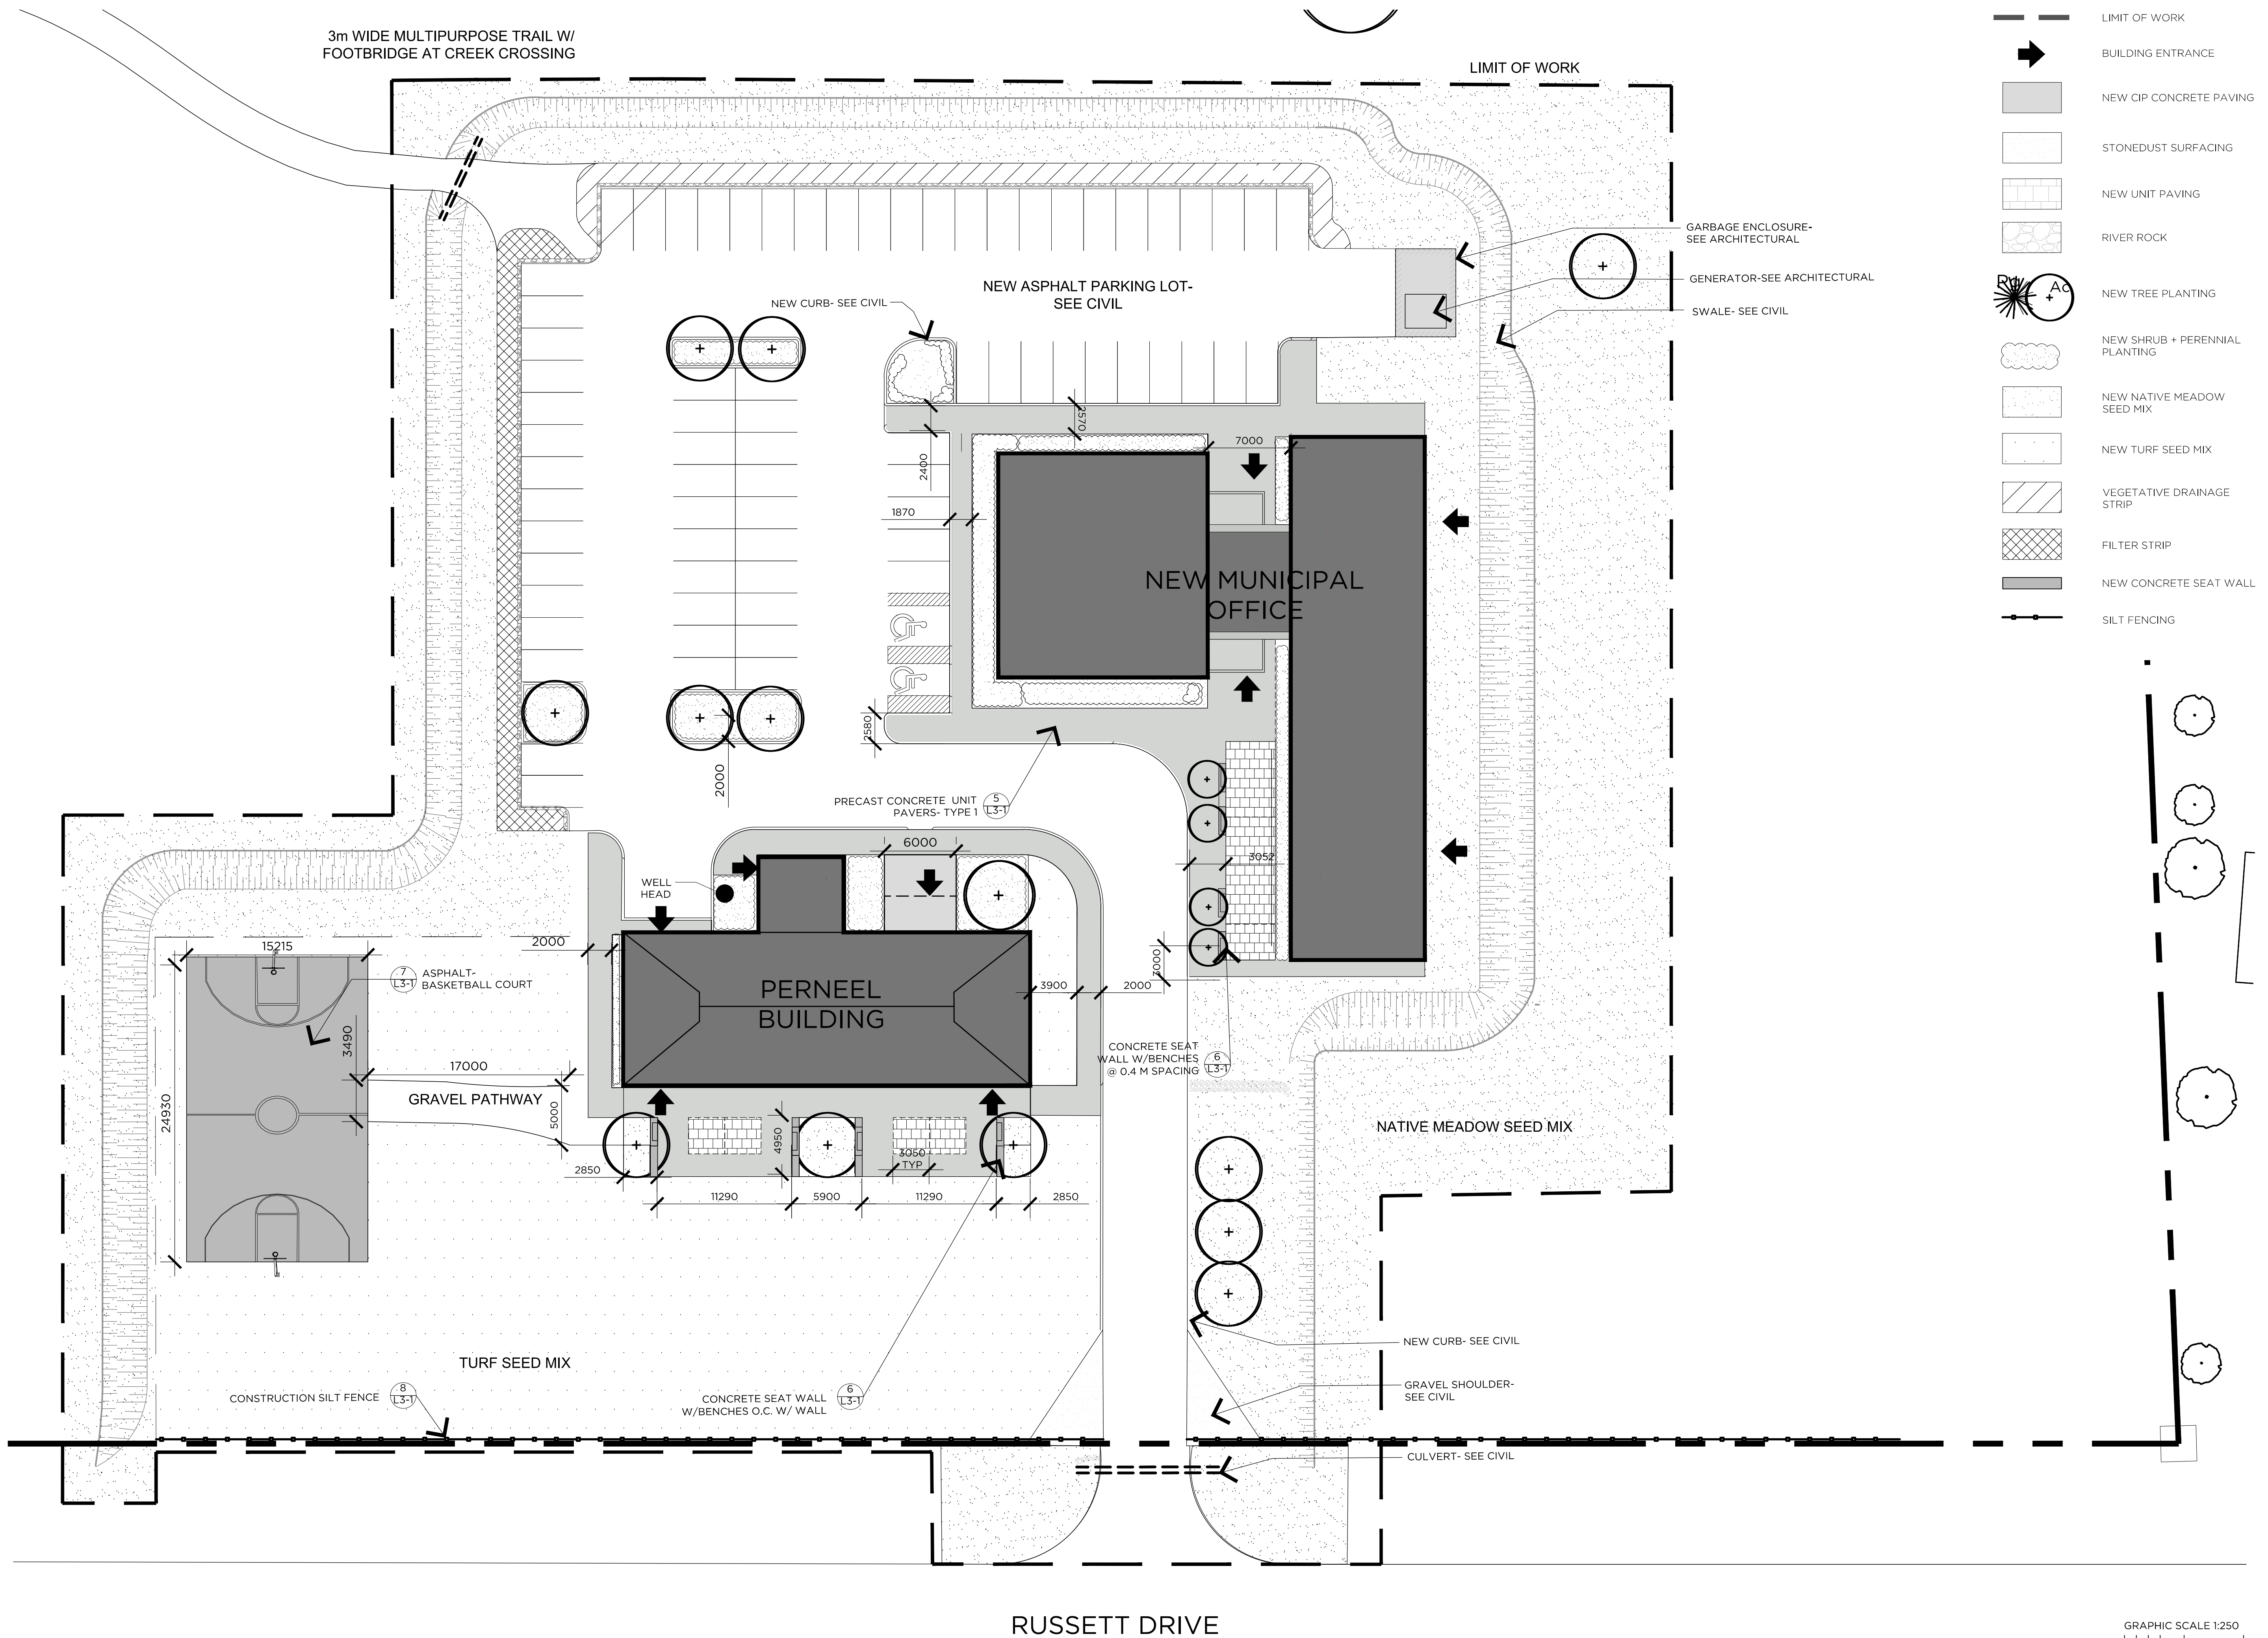 3m WIDE MULTIPURPOSE TRAIL W/
FOOTBRIDGE AT CREEK CROSSING
LIMIT OF WORK
LIMIT OF WORK
BUILDING ENTRANCE
NEW CIP CONCRETE PAVING
STONEDUST SURFACING
NEW UNIT PAVING
RIVER ROCK
Ac
NEW TREE PLANTING
NEW SHRUB + PERENNIAL
PLANTING
NEW NATIVE MEADOW
SEED MIX
NEW TURF SEED MIX
VEGETATIVE DRAINAGE
STRIP
FILTER STRIP
NEW CONCRETE SEAT WALL
SILT FENCING
GARBAGE ENCLOSURE-
SEE ARCHITECTURAL
GENERATOR-SEE ARCHITECTURAL
SWALE- SEE CIVIL
NEW ASPHALT PARKING LOT-
SEE CIVIL
NEW CURB- SEE CIVIL
2570
2400
7000
1870
NEW MUNICIPAL
OFFICE
2580
2000
PRECAST CONCRETE UNIT
PAVERS- TYPE 1
5
L3-1
6000
3052
WELL
HEAD
2000
15215
7
L3-1
ASPHALT-
BASKETBALL COURT
3490
24930
17000
GRAVEL PATHWAY
5000
PERNEEL
BUILDING
3900
2000
3000
CONCRETE SEAT
WALL W/BENCHES
@ 0.4 M SPACING
6
L3-1
2850
4950
3050
TYP
11290
5900
11290
2850
NATIVE MEADOW SEED MIX
TURF SEED MIX
CONSTRUCTION SILT FENCE
8
L3-1
CONCRETE SEAT WALL
W/BENCHES O.C. W/ WALL
6
L3-1
NEW CURB- SEE CIVIL
GRAVEL SHOULDER-
SEE CIVIL
CULVERT- SEE CIVIL
RUSSETT DRIVE
GRAPHIC SCALE 1:250